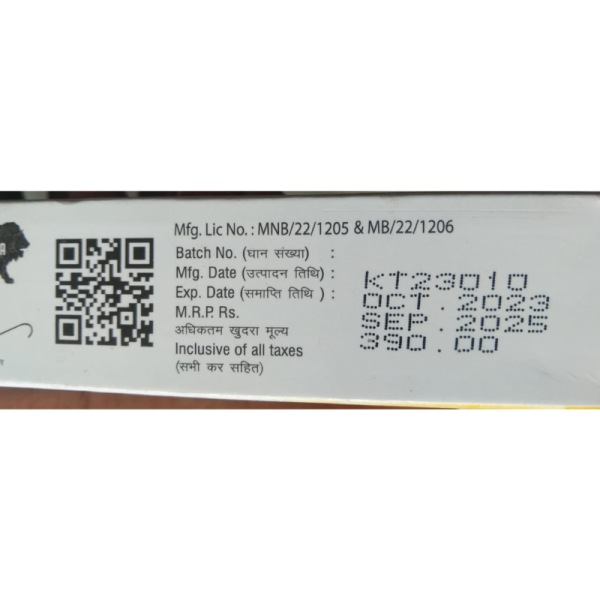 Mfg. Lic No. : MNB/22/1205 & MB/22/1206
Batch No. (घान संख्या) : KT23010
Mfg. Date (उत्पादन तिथि) : OCT . 2023
Exp. Date (समाप्ति तिथि) : SEP. 2025
M.R.P. Rs. 390.00
अधिकतम खुदरा मूल्य
Inclusive of all taxes
(सभी कर सहित)